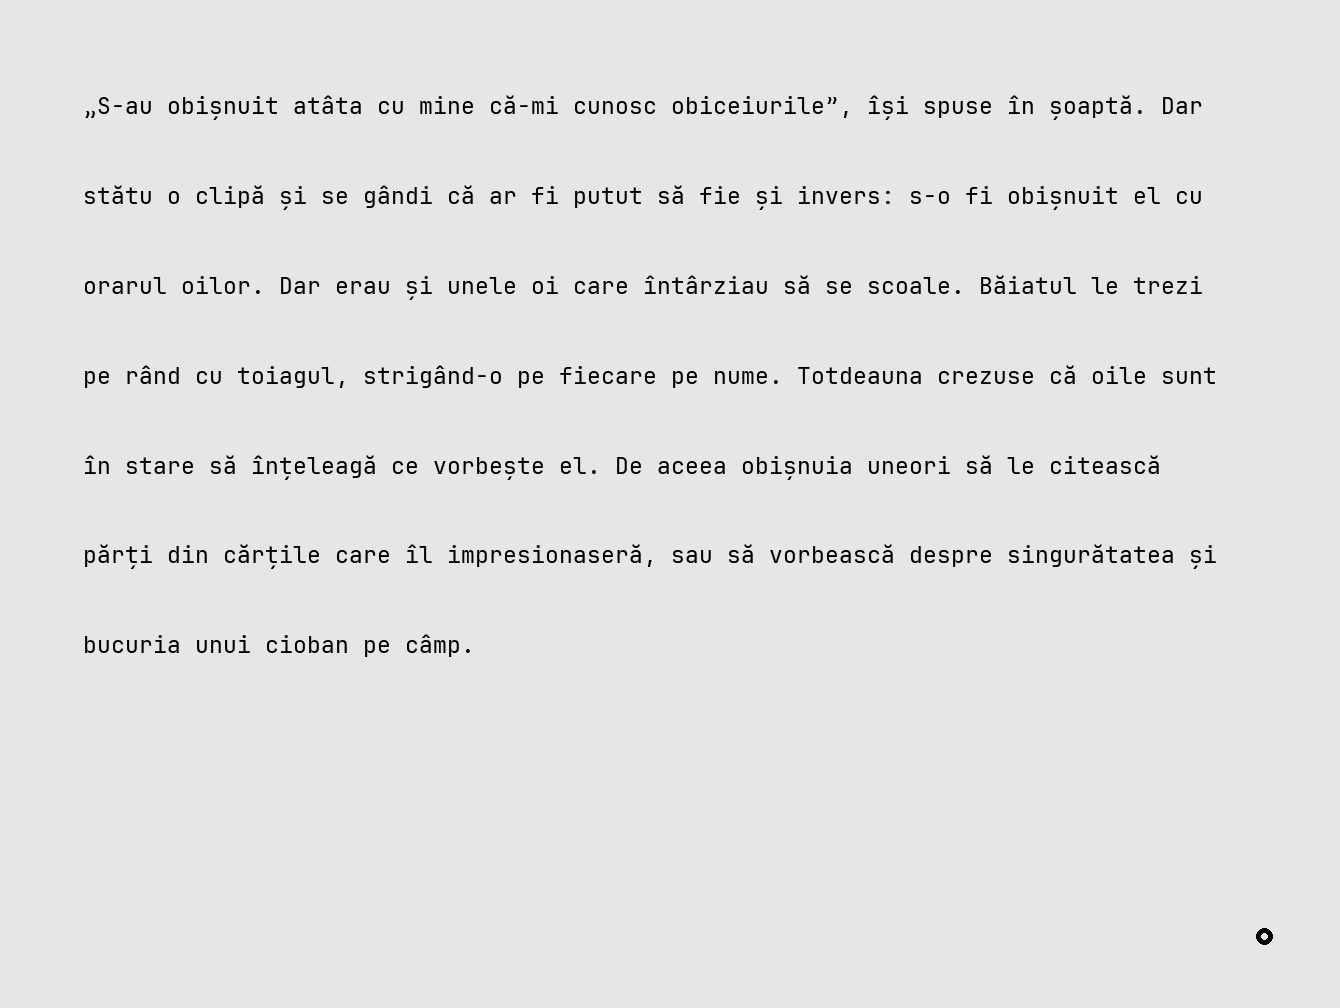 „S-au obișnuit atâta cu mine că-mi cunosc obiceiurile”, își spuse în șoaptă. Dar
stătu o clipă și se gândi că ar fi putut să fie și invers: s-o fi obișnuit el cu
orarul oilor. Dar erau și unele oi care întârziau să se scoale. Băiatul le trezi
pe rând cu toiagul, strigând-o pe fiecare pe nume. Totdeauna crezuse că oile sunt
în stare să înțeleagă ce vorbește el. De aceea obișnuia uneori să le citească
părți din cărțile care îl impresionaseră, sau să vorbească despre singurătatea și
bucuria unui cioban pe câmp.